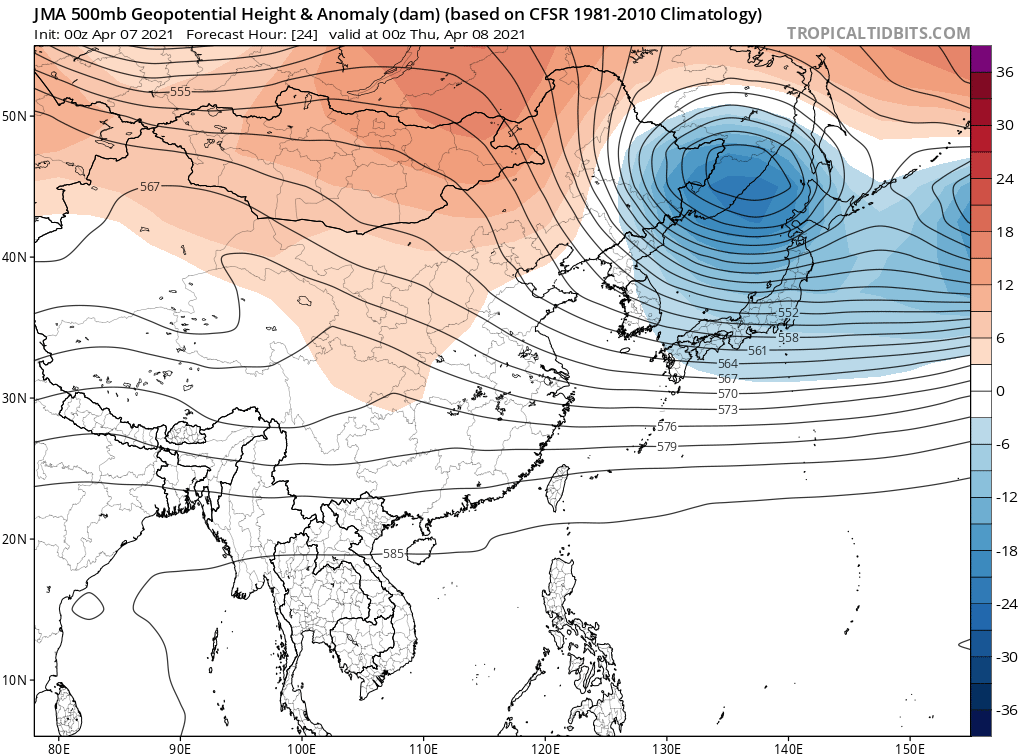 JMA 500mb Geopotential Height & Anomaly (dam) (based on CFSR 1981-2010 Climatology)
Init: 00z Apr 07 2021 Forecast Hour: [24] valid at 00z Thu, Apr 08 2021
TROPICALTIDBITS.COM
555
567
552
558
561
564
567
570
573
576
579
585
50N
40N
30N
20N
10N
80E
90E
100E
110E
120E
130E
140E
150E
36
30
24
18
12
6
0
-6
-12
-18
-24
-30
-36